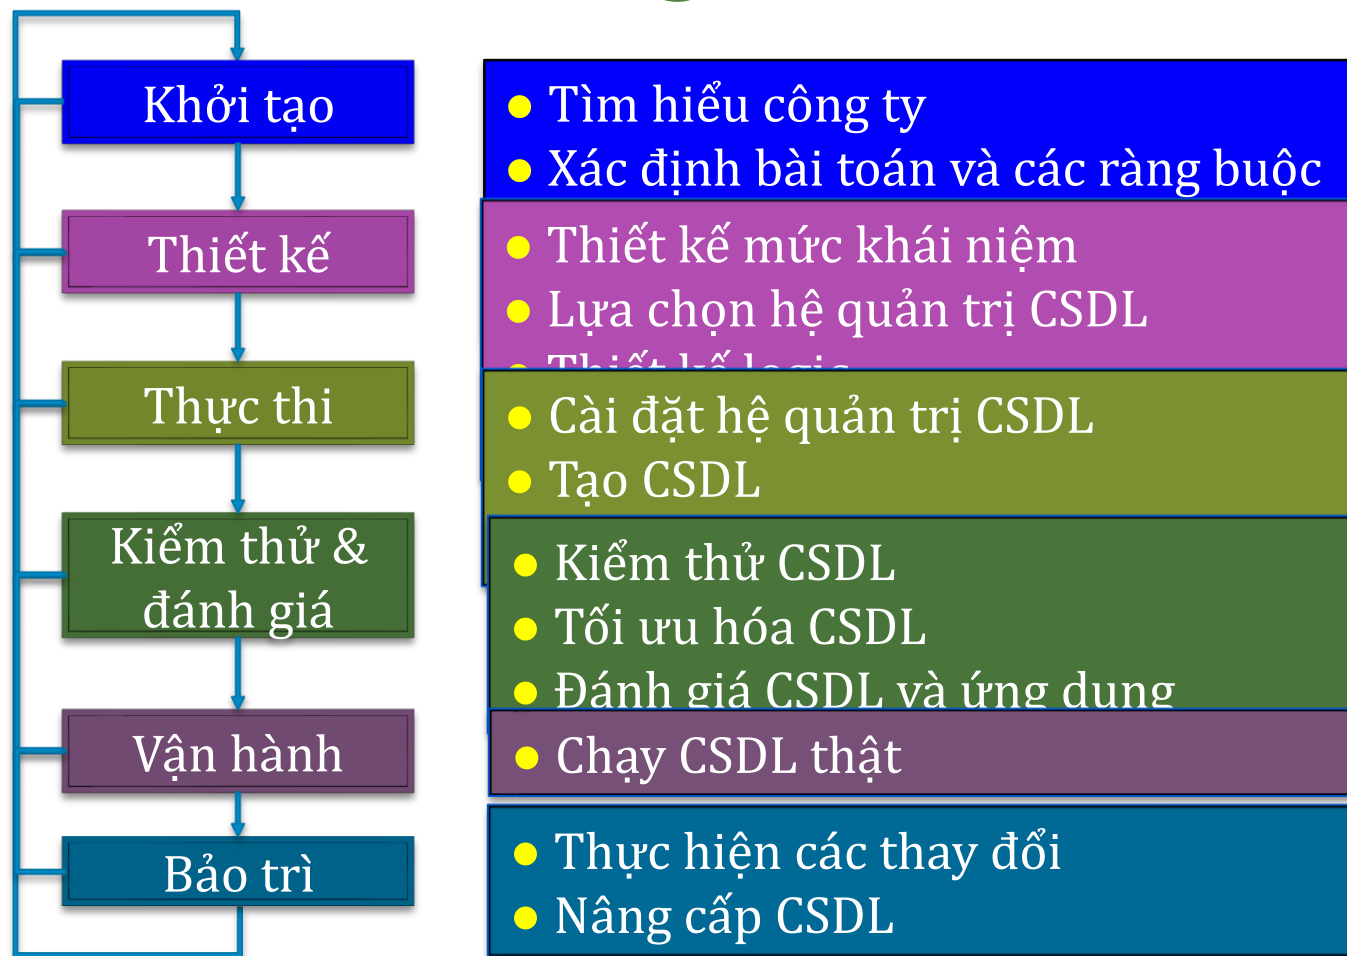 Khởi tạo
Tìm hiểu công ty
Xác định bài toán và các ràng buộc
Thiết kế
Thiết kế mức khái niệm
Lựa chọn hệ quản trị CSDL
Thiết kế logic
Thực thi
Cài đặt hệ quản trị CSDL
Tạo CSDL
Kiểm thử &
đánh giá
Kiểm thử CSDL
Tối ưu hóa CSDL
Đánh giá CSDL và ứng dụng
Vận hành
Chạy CSDL thật
Bảo trì
Thực hiện các thay đổi
Nâng cấp CSDL